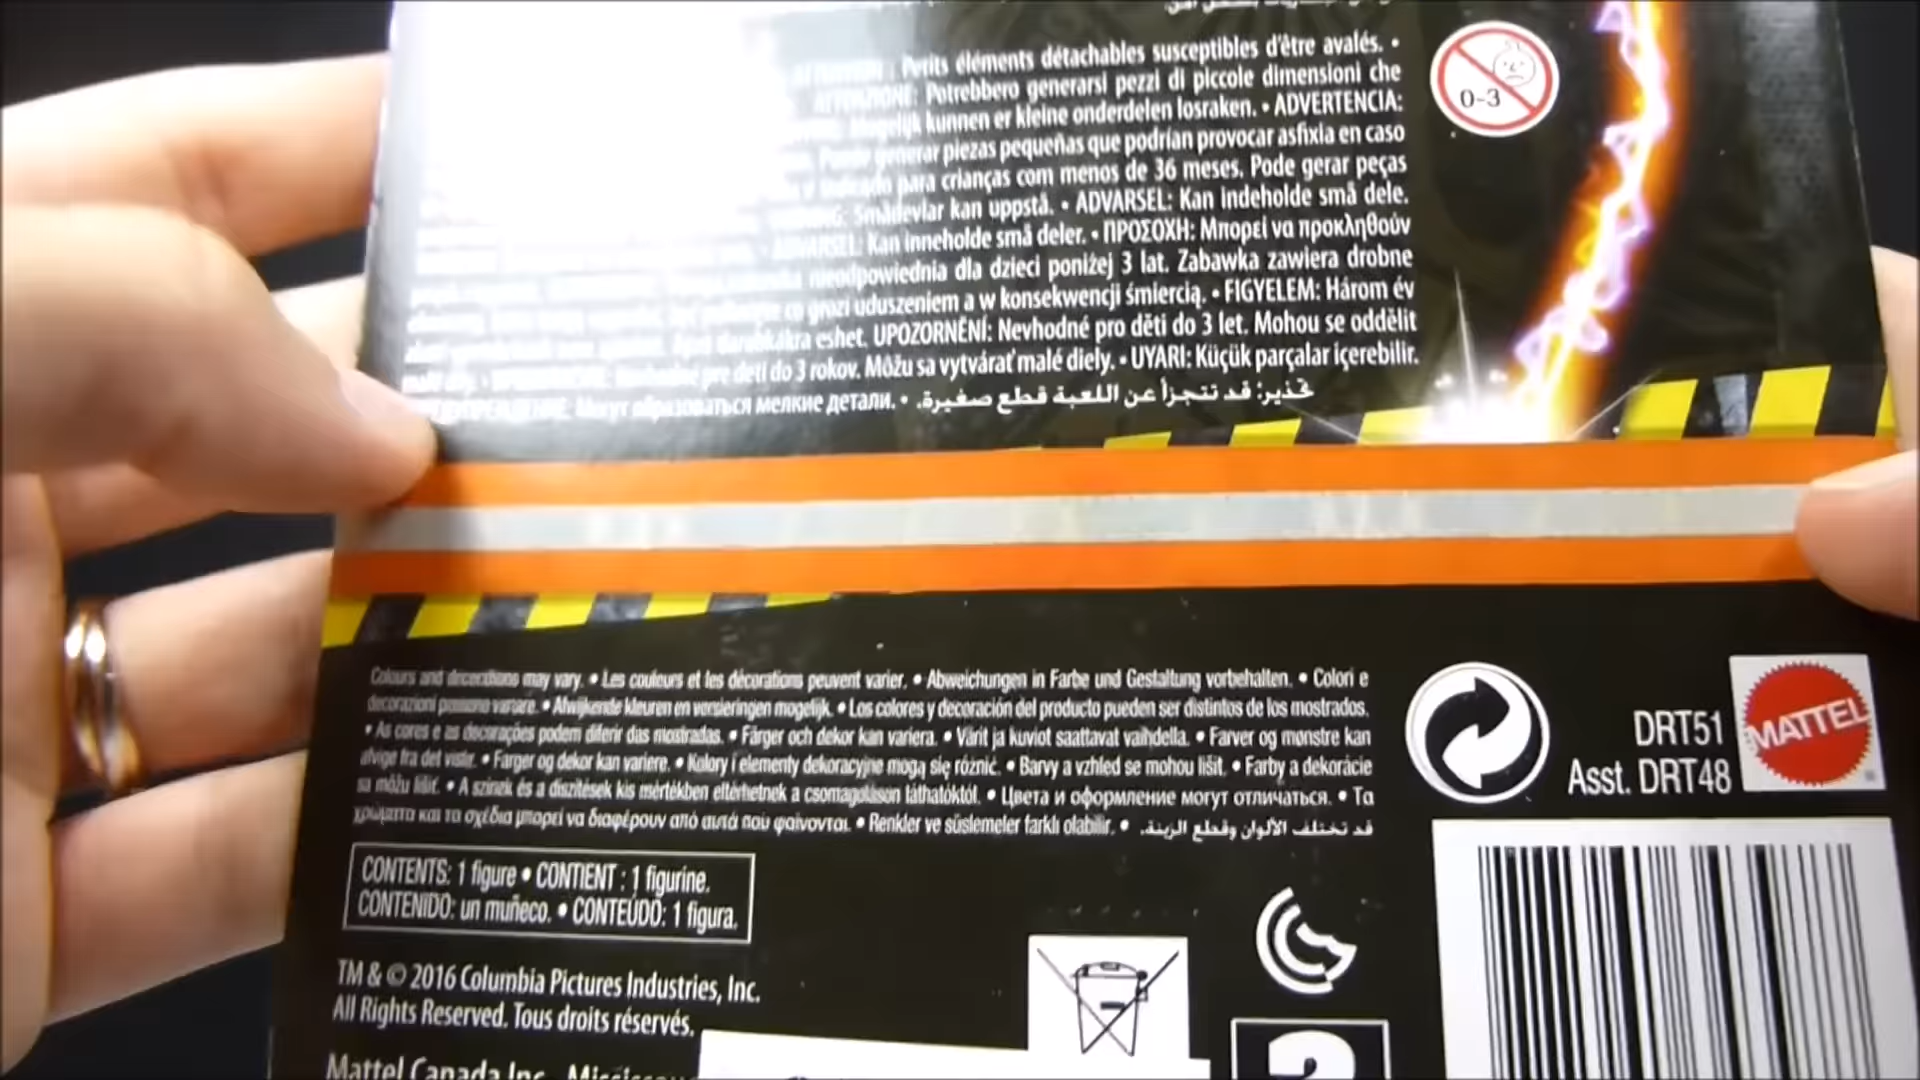 Petits éléments détachables susceptibles d'être avalés. •
ATTENZIONE: Potrebbero generarsi pezzi di piccole dimensioni che
Mogelijk kunnen er kleine onderdelen losraken. • ADVERTENCIA:
Puede generar piezas pequeñas que podrían provocar asfixia en caso
para crianças com menos de 36 meses. Pode gerar peças
Smådevlar kan uppstå. • ADVARSEL: Kan indeholde små dele.
ADVARSEL: Kan inneholde små deler. • ΠΡΟΣΟΧΗ: Μπορεί να προκληθούν
nieodpowiednia dla dzieci poniżej 3 lat. Zabawka zawiera drobne
co grozi uduszeniem a w konsekwencji śmiercią. • FIGYELEM: Három év
eshet. UPOZORNĚNÍ: Nevhodné pro děti do 3 let. Mohou se oddělit
pre deti do 3 rokov. Môžu sa vytvárať malé diely. • UYARI: Küçük parçalar içerebilir.
Могут образоваться мелкие детали. • تحذير: قد تتجزأ عن اللعبة قطع صغيرة.
0-3
Colours and decorations may vary. • Les couleurs et les décorations peuvent varier. • Abweichungen in Farbe und Gestaltung vorbehalten. • Colori e
decorazioni possono variare. • Afwijkende kleuren en versieringen mogelijk. • Los colores y decoración del producto pueden ser distintos de los mostrados.
• As cores e as decorações podem diferir das mostradas. • Färger och dekor kan variera. • Värit ja kuviot saattavat vaihdella. • Farver og mønstre kan
afvige fra det viste. • Farger og dekor kan variere. • Kolory i elementy dekoracyjne mogą się różnić. • Barvy a vzhled se mohou lišit. • Farby a dekorácie
sa môžu líšiť. • A színek és a díszítések kis mértékben eltérhetnek a csomagoláson láthatóktól. • Цвета и оформление могут отличаться. • Τα
χρώματα και τα σχέδια μπορεί να διαφέρουν από αυτά που φαίνονται. • Renkler ve süslemeler farklı olabilir. • قد تختلف الألوان وقطع الزينة.
DRT51
Asst. DRT48
MATTEL
CONTENTS: 1 figure • CONTIENT : 1 figurine.
CONTENIDO: un muñeco. • CONTEÚDO: 1 figura.
TM & © 2016 Columbia Pictures Industries, Inc.
All Rights Reserved. Tous droits réservés.
Mattel Canada Inc.